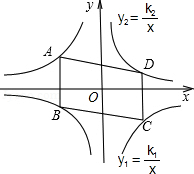 y
y₂ = k₂/x
A
D
O
x
B
C
y₁ = k₁/x